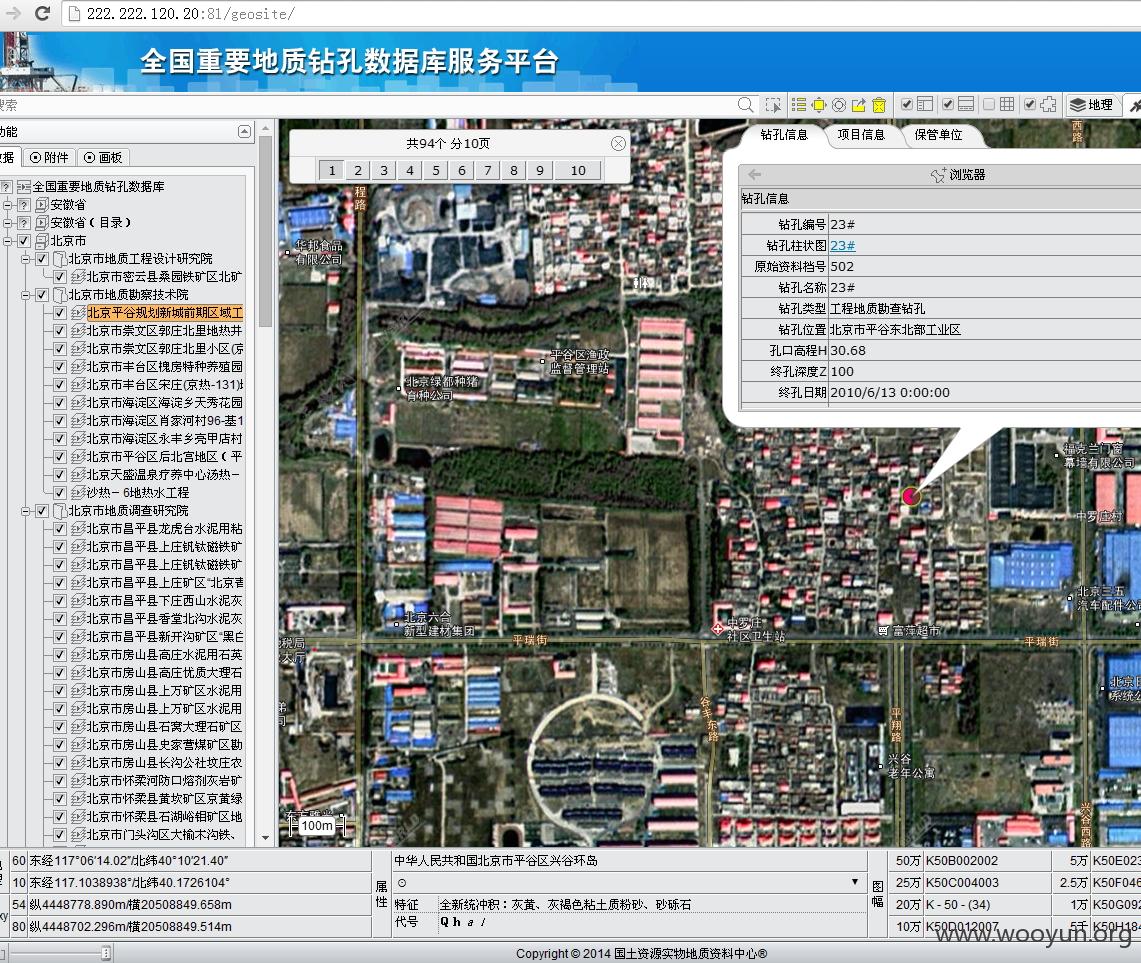 222.222.120.20:81/geosite/
全国重要地质钻孔数据库服务平台
搜索
地理
功能
数据 附件 画板
全国重要地质钻孔数据库
安徽省
安徽省（目录）
北京市
北京市地质工程设计研究院
北京市密云县桑园铁矿区北矿
北京市地质勘察技术院
北京平谷规划新城前期区域工
北京市崇文区郭庄北里地热井
北京市崇文区郭庄北里小区(京
北京市丰台区槐房特种养殖园
北京市丰台区宋庄(京热-131)
北京市海淀区海淀乡天秀花园
北京市海淀区肖家河村96-基1
北京市海淀区永丰乡亮甲店村
北京市平谷区后北宫地区（平
北京天盛温泉疗养中心汤热-
沙热-6地热水工程
北京市地质调查研究院
北京市昌平县龙虎台水泥用粘
北京市昌平县上庄钒钛磁铁矿
北京市昌平县上庄钒钛磁铁矿
北京市昌平县上庄矿区"北京青
北京市昌平县下庄西山水泥灰
北京市昌平县香堂北沟水泥灰
北京市昌平县新开沟矿区"黑白
北京市房山县高庄水泥用石英
北京市房山县高庄优质大理石
北京市房山县上万矿区水泥用
北京市房山县上万矿区水泥用
北京市房山县石窝大理石矿区
北京市房山县史家营煤矿区勘
北京市房山县长沟公社坟庄农
北京市怀柔河防口熔剂灰岩矿
北京市怀柔县黄坎矿区京黄绿
北京市怀柔县石湖峪钼矿区地
北京市门头沟区大榆木沟铁、
共94个 分10页
1 2 3 4 5 6 7 8 9 10
钻孔信息 项目信息 保管单位
浏览器
钻孔信息
钻孔编号 23#
钻孔柱状图 23#
原始资料档号 502
钻孔名称 23#
钻孔类型 工程地质勘查钻孔
钻孔位置 北京市平谷东北部工业区
孔口高程H 30.68
终孔深度Z 100
终孔日期 2010/6/13 0:00:00
西路
程路
华邦食品
有限公司
平谷区渔政
监督管理站
北京绿都种猪
育种公司
福克兰门窗
幕墙有限公司
中罗庄村
北京三五
汽车配件公司
北京六合
新型建材集团
中罗庄
社区卫生站
富萍超市
平瑞街
平瑞街
税局
大厅
谷丰东路
平翔路
兴谷
老年公寓
北京
系统公
兴谷西路
100m
60 东经117°06′14.02″/北纬40°10′21.40″
10 东经117.1038938°/北纬40.1726104°
54 纵4448778.890m/横20508849.658m
80 纵4448702.296m/横20508849.514m
xy
属性
中华人民共和国北京市平谷区兴谷环岛
特征 全新统冲积：灰黄、灰褐色粘土质粉砂、砂砾石
代号 Q h a l
图幅
50万 K50B002002 5万 K50E023
25万 K50C004003 2.5万 K50F046
20万 K - 50 - (34) 1万 K50G092
10万 K50D012007 5千 K50H184
www.wooyun.org
Copyright © 2014 国土资源实物地质资料中心®